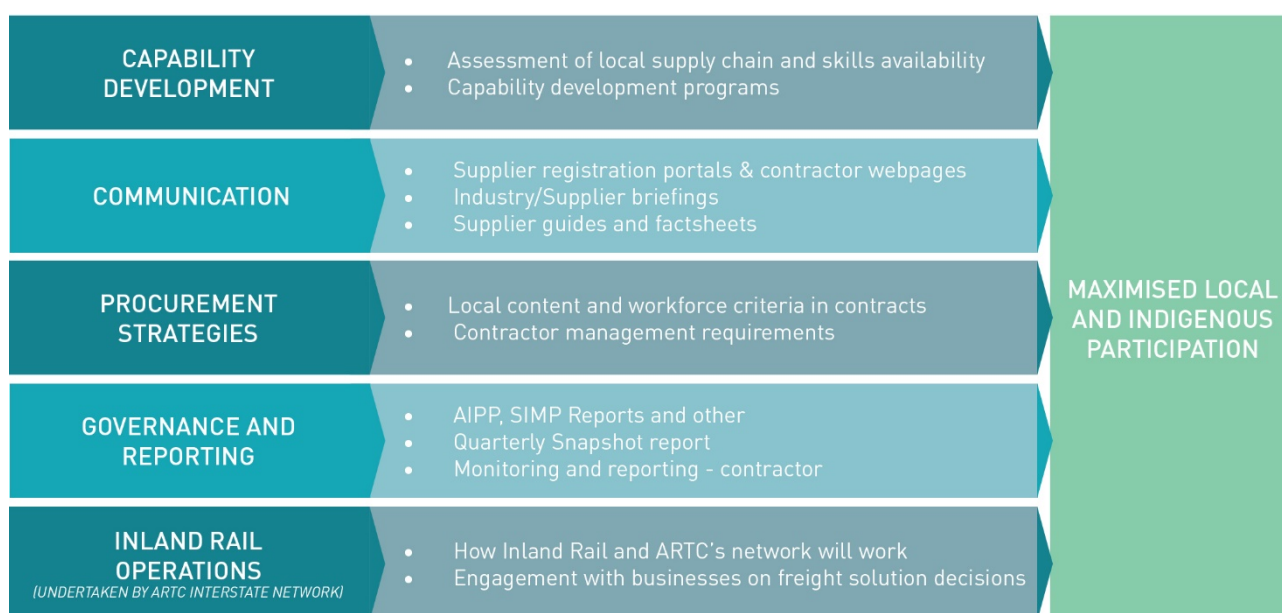 CAPABILITY
DEVELOPMENT
• Assessment of local supply chain and skills availability
• Capability development programs
COMMUNICATION
• Supplier registration portals & contractor webpages
• Industry/Supplier briefings
• Supplier guides and factsheets
PROCUREMENT
STRATEGIES
• Local content and workforce criteria in contracts
• Contractor management requirements
GOVERNANCE AND
REPORTING
• AIPP, SIMP Reports and other
• Quarterly Snapshot report
• Monitoring and reporting - contractor
INLAND RAIL
OPERATIONS
(UNDERTAKEN BY ARTC INTERSTATE NETWORK)
• How Inland Rail and ARTC's network will work
• Engagement with businesses on freight solution decisions
MAXIMISED LOCAL
AND INDIGENOUS
PARTICIPATION